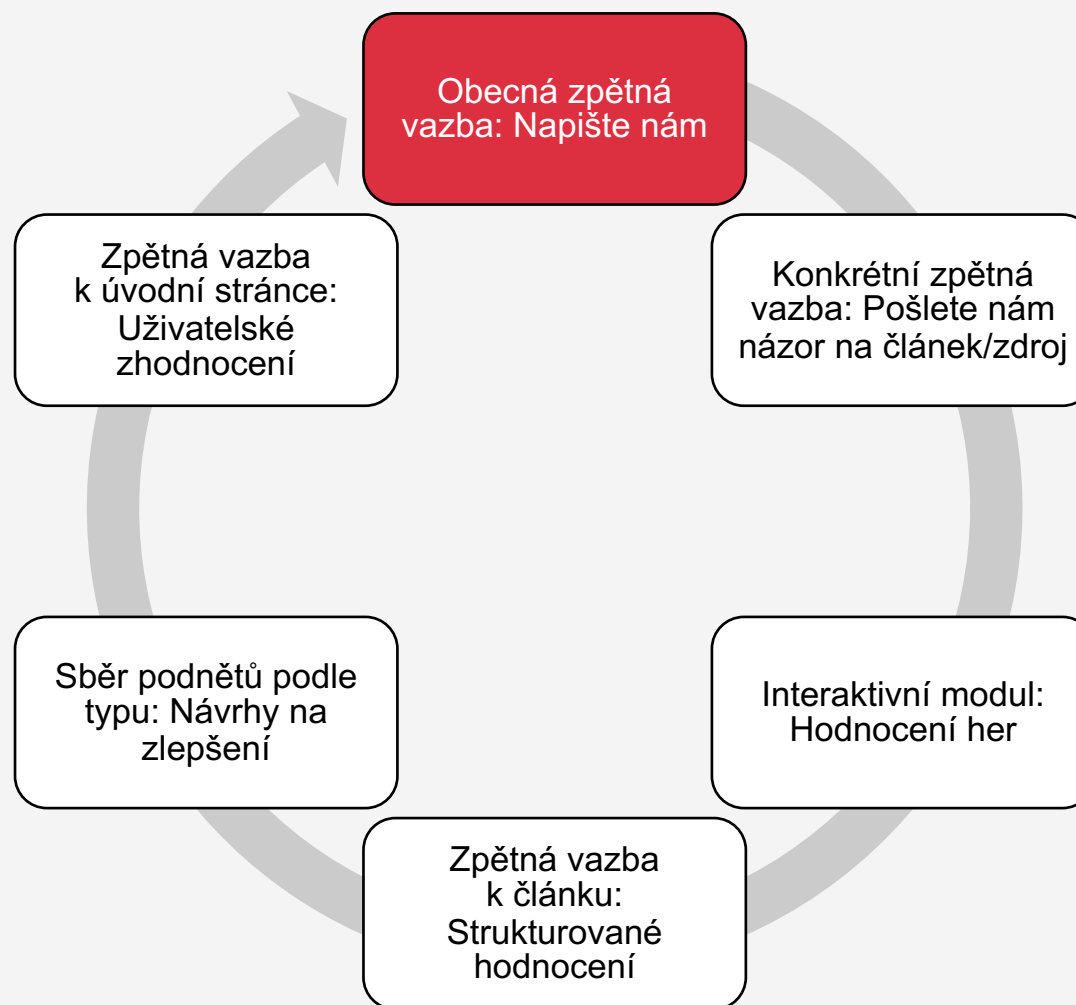 Obecná zpětná
vazba: Napište nám
Konkrétní zpětná
vazba: Pošlete nám
názor na článek/zdroj
Interaktivní modul:
Hodnocení her
Zpětná vazba
k článku:
Strukturované
hodnocení
Sběr podnětů podle
typu: Návrhy na
zlepšení
Zpětná vazba
k úvodní stránce:
Uživatelské
zhodnocení